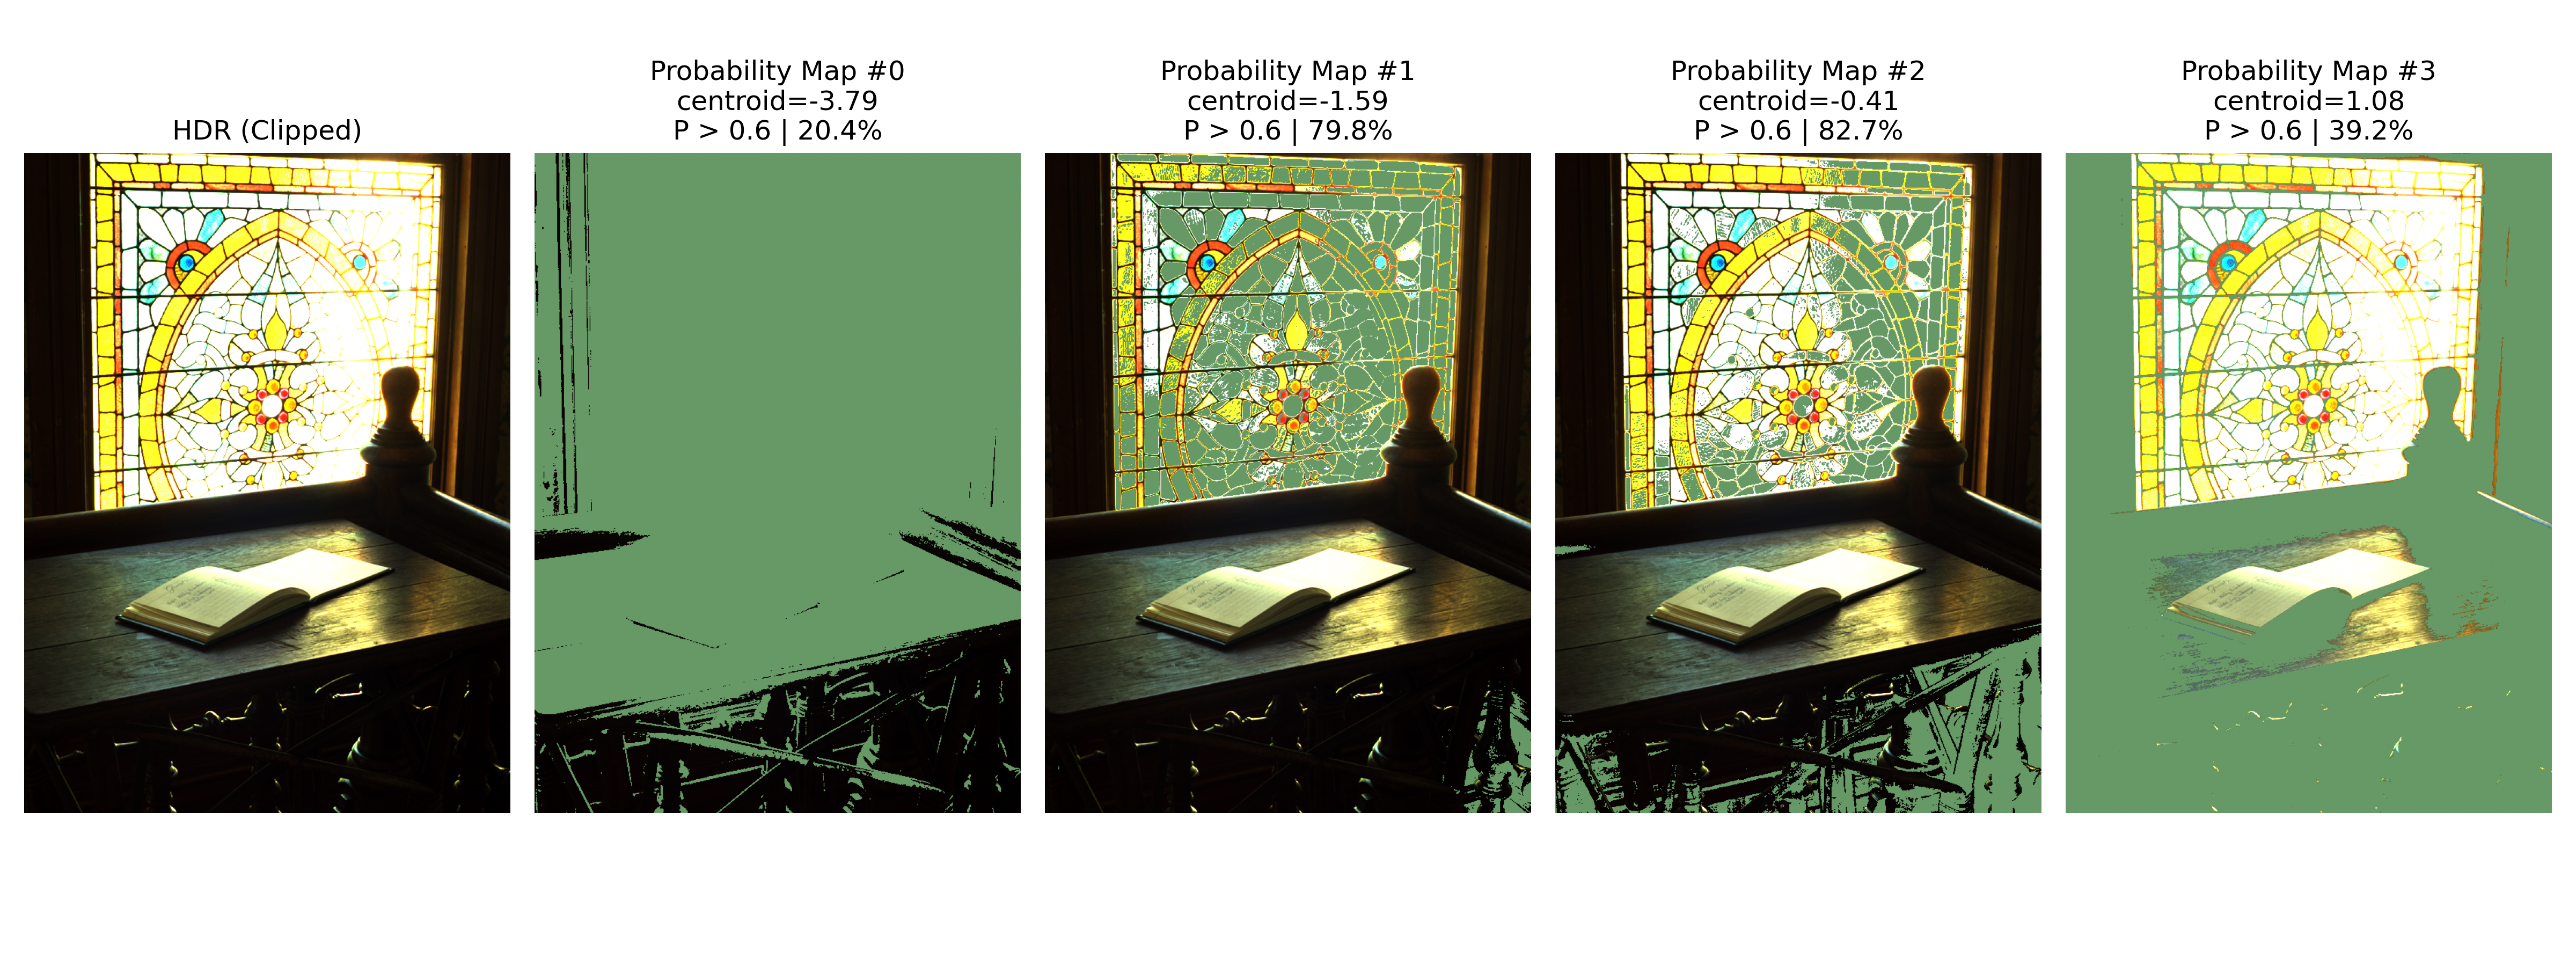 HDR (Clipped)
Probability Map #0
centroid=-3.79
P > 0.6 | 20.4%
Probability Map #1
centroid=-1.59
P > 0.6 | 79.8%
Probability Map #2
centroid=-0.41
P > 0.6 | 82.7%
Probability Map #3
centroid=1.08
P > 0.6 | 39.2%